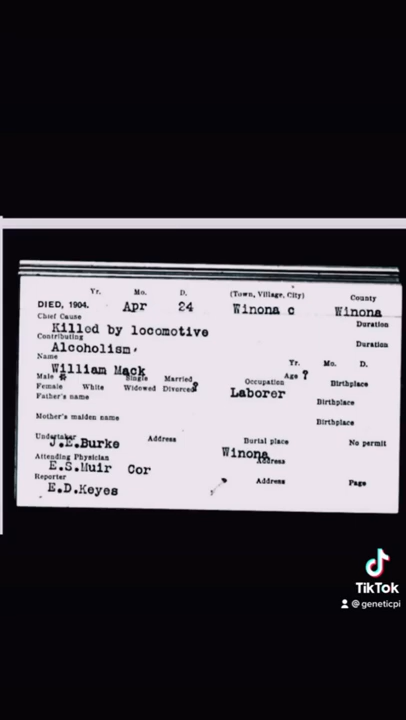 Yr. Mo. D. (Town, Village, City) County
DIED, 1904. Apr 24 Winona c Winona
Chief Cause Duration
Killed by locomotive
Contributing Duration
Alcoholism.
Name Yr. Mo. D.
William Mack Age ?
Male Single Married Occupation Birthplace
Female White Widowed Divorced ? Laborer
Father's name Birthplace
Mother's maiden name Birthplace
Undertaker Address Burial place No permit
J.E.Burke Winona
Attending Physician Address
E.S.Muir Cor
Reporter Address Page
E.D.Keyes
TikTok
@geneticpi